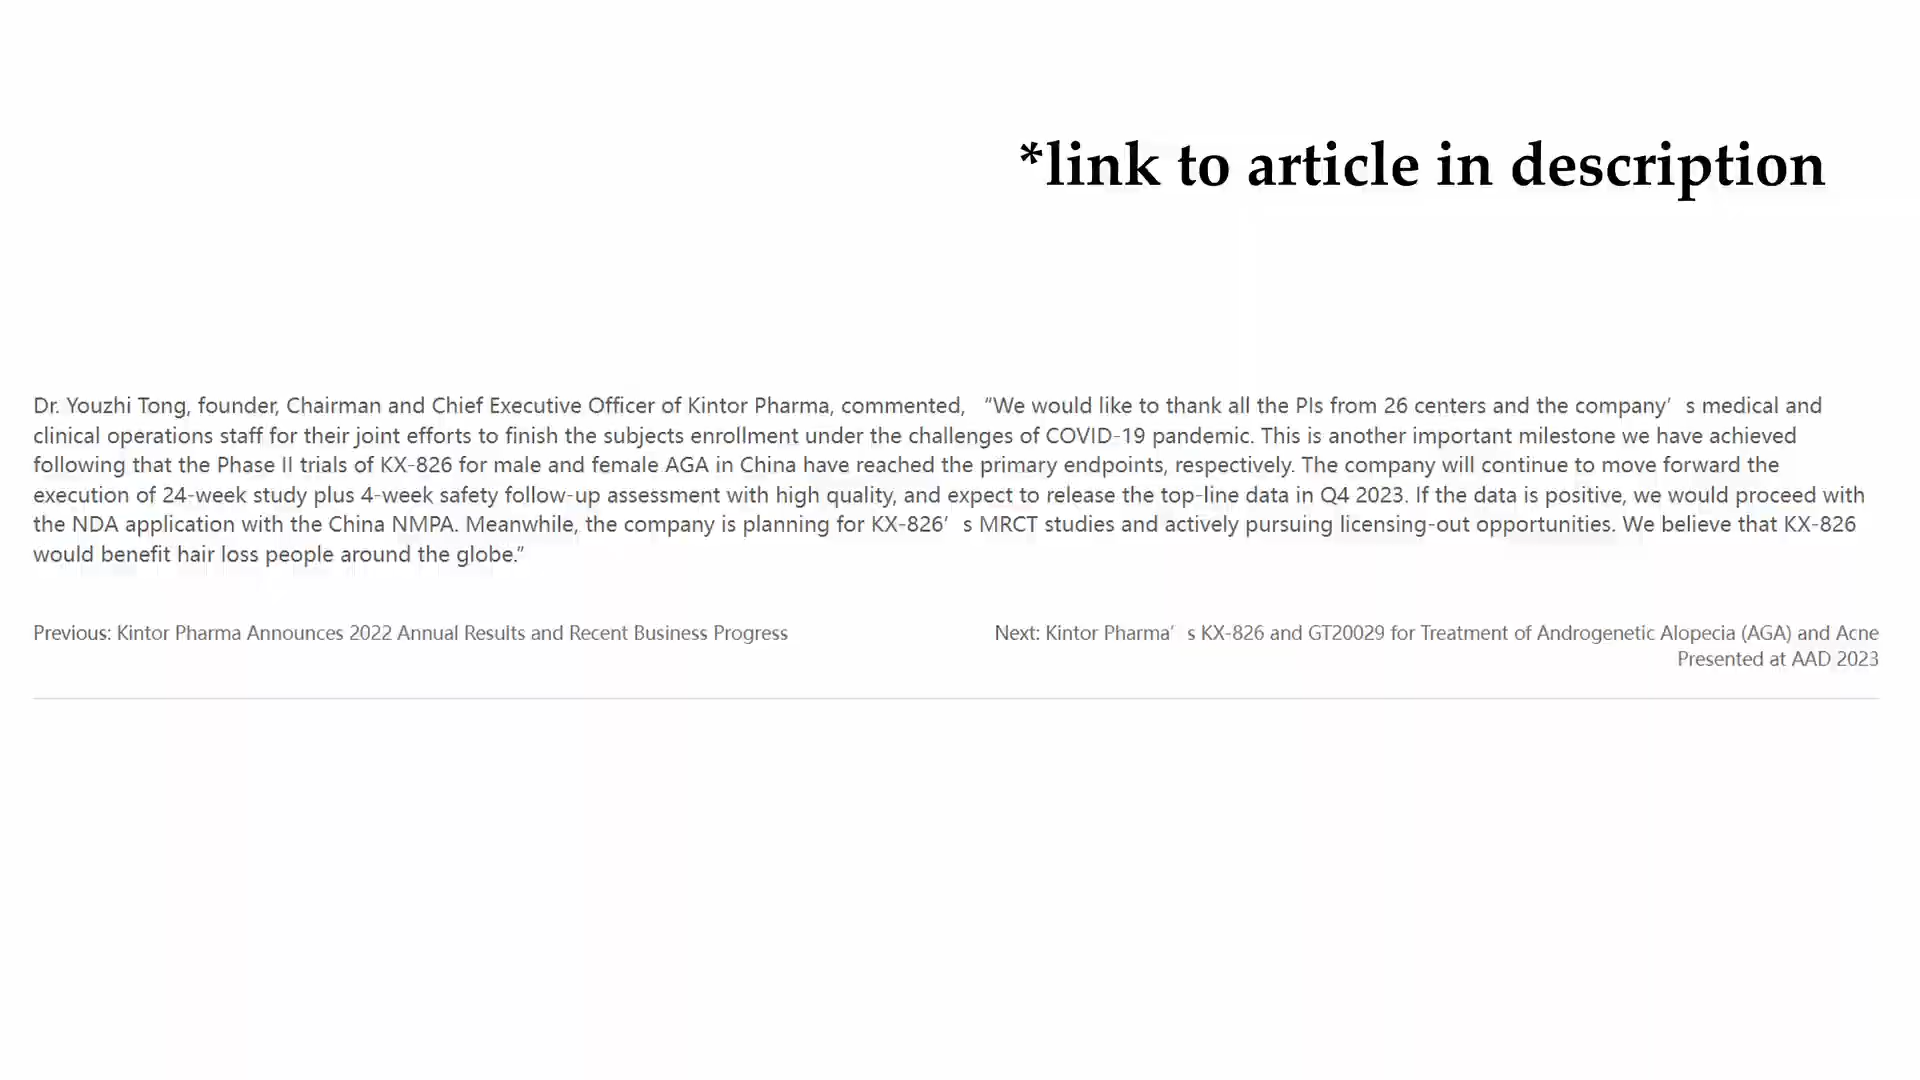 *link to article in description
Dr. Youzhi Tong, founder, Chairman and Chief Executive Officer of Kintor Pharma, commented, “We would like to thank all the PIs from 26 centers and the company’s medical and
clinical operations staff for their joint efforts to finish the subjects enrollment under the challenges of COVID-19 pandemic. This is another important milestone we have achieved
following that the Phase II trials of KX-826 for male and female AGA in China have reached the primary endpoints, respectively. The company will continue to move forward the
execution of 24-week study plus 4-week safety follow-up assessment with high quality, and expect to release the top-line data in Q4 2023. If the data is positive, we would proceed with
the NDA application with the China NMPA. Meanwhile, the company is planning for KX-826’s MRCT studies and actively pursuing licensing-out opportunities. We believe that KX-826
would benefit hair loss people around the globe.”
Previous: Kintor Pharma Announces 2022 Annual Results and Recent Business Progress
Next: Kintor Pharma’s KX-826 and GT20029 for Treatment of Androgenetic Alopecia (AGA) and Acne
Presented at AAD 2023